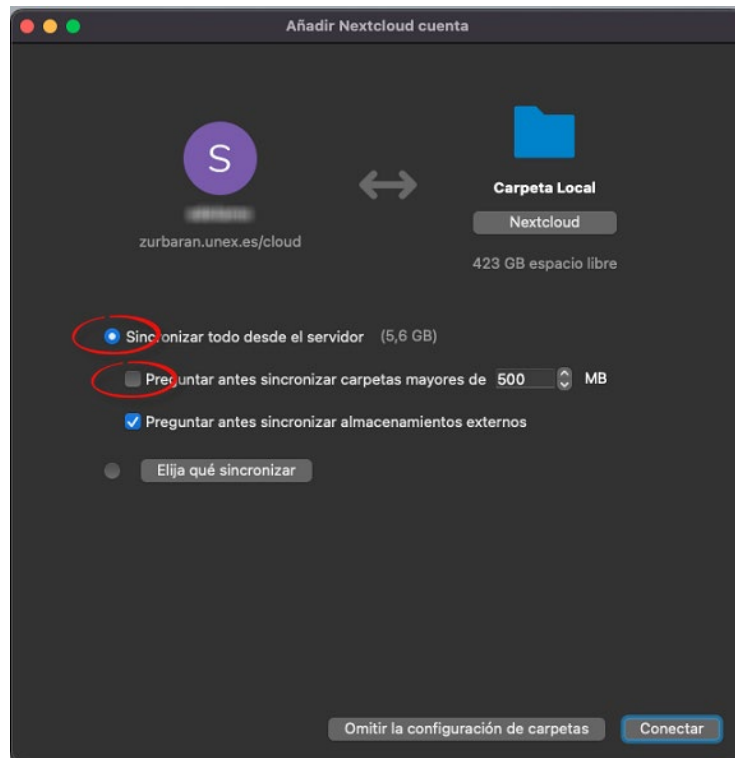 Añadir Nextcloud cuenta
S
zurbaran.unex.es/cloud
Carpeta Local
Nextcloud
423 GB espacio libre
Sincronizar todo desde el servidor (5,6 GB)
Preguntar antes sincronizar carpetas mayores de 500 MB
Preguntar antes sincronizar almacenamientos externos
Elija qué sincronizar
Omitir la configuración de carpetas Conectar